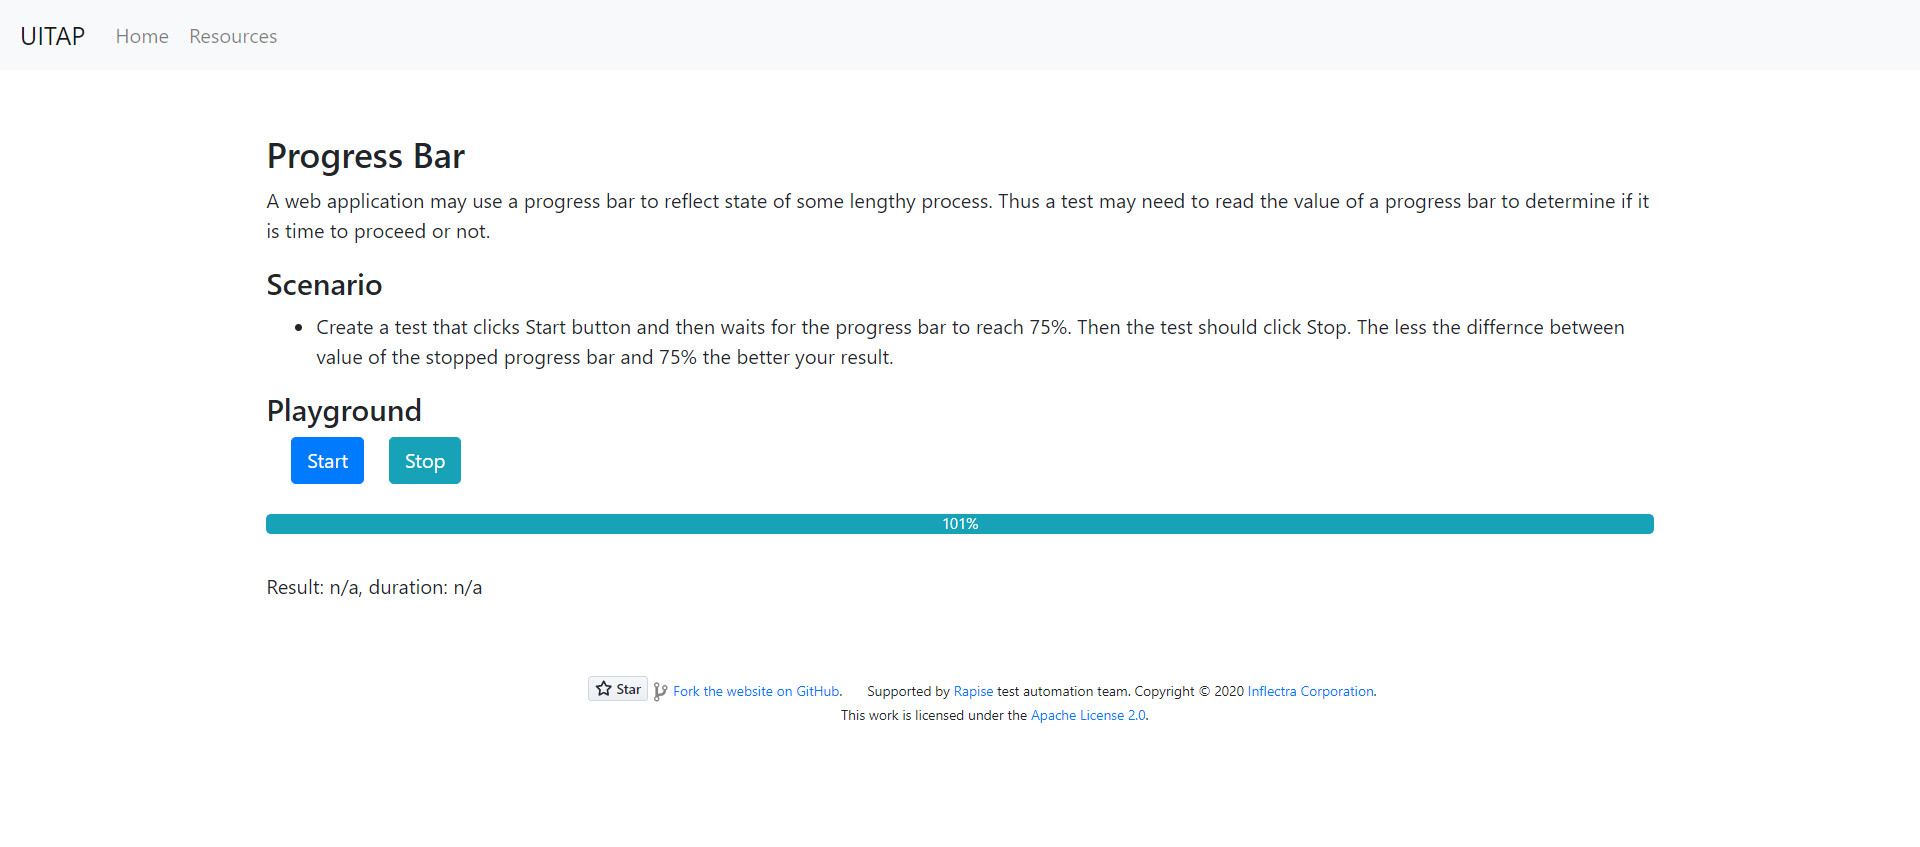 UITAP Home Resources
Progress Bar
A web application may use a progress bar to reflect state of some lengthy process. Thus a test may need to read the value of a progress bar to determine if it
is time to proceed or not.
Scenario
• Create a test that clicks Start button and then waits for the progress bar to reach 75%. Then the test should click Stop. The less the differnce between
value of the stopped progress bar and 75% the better your result.
Playground
Start Stop
101%
Result: n/a, duration: n/a
Star Fork the website on GitHub. Supported by Rapise test automation team. Copyright © 2020 Inflectra Corporation.
This work is licensed under the Apache License 2.0.